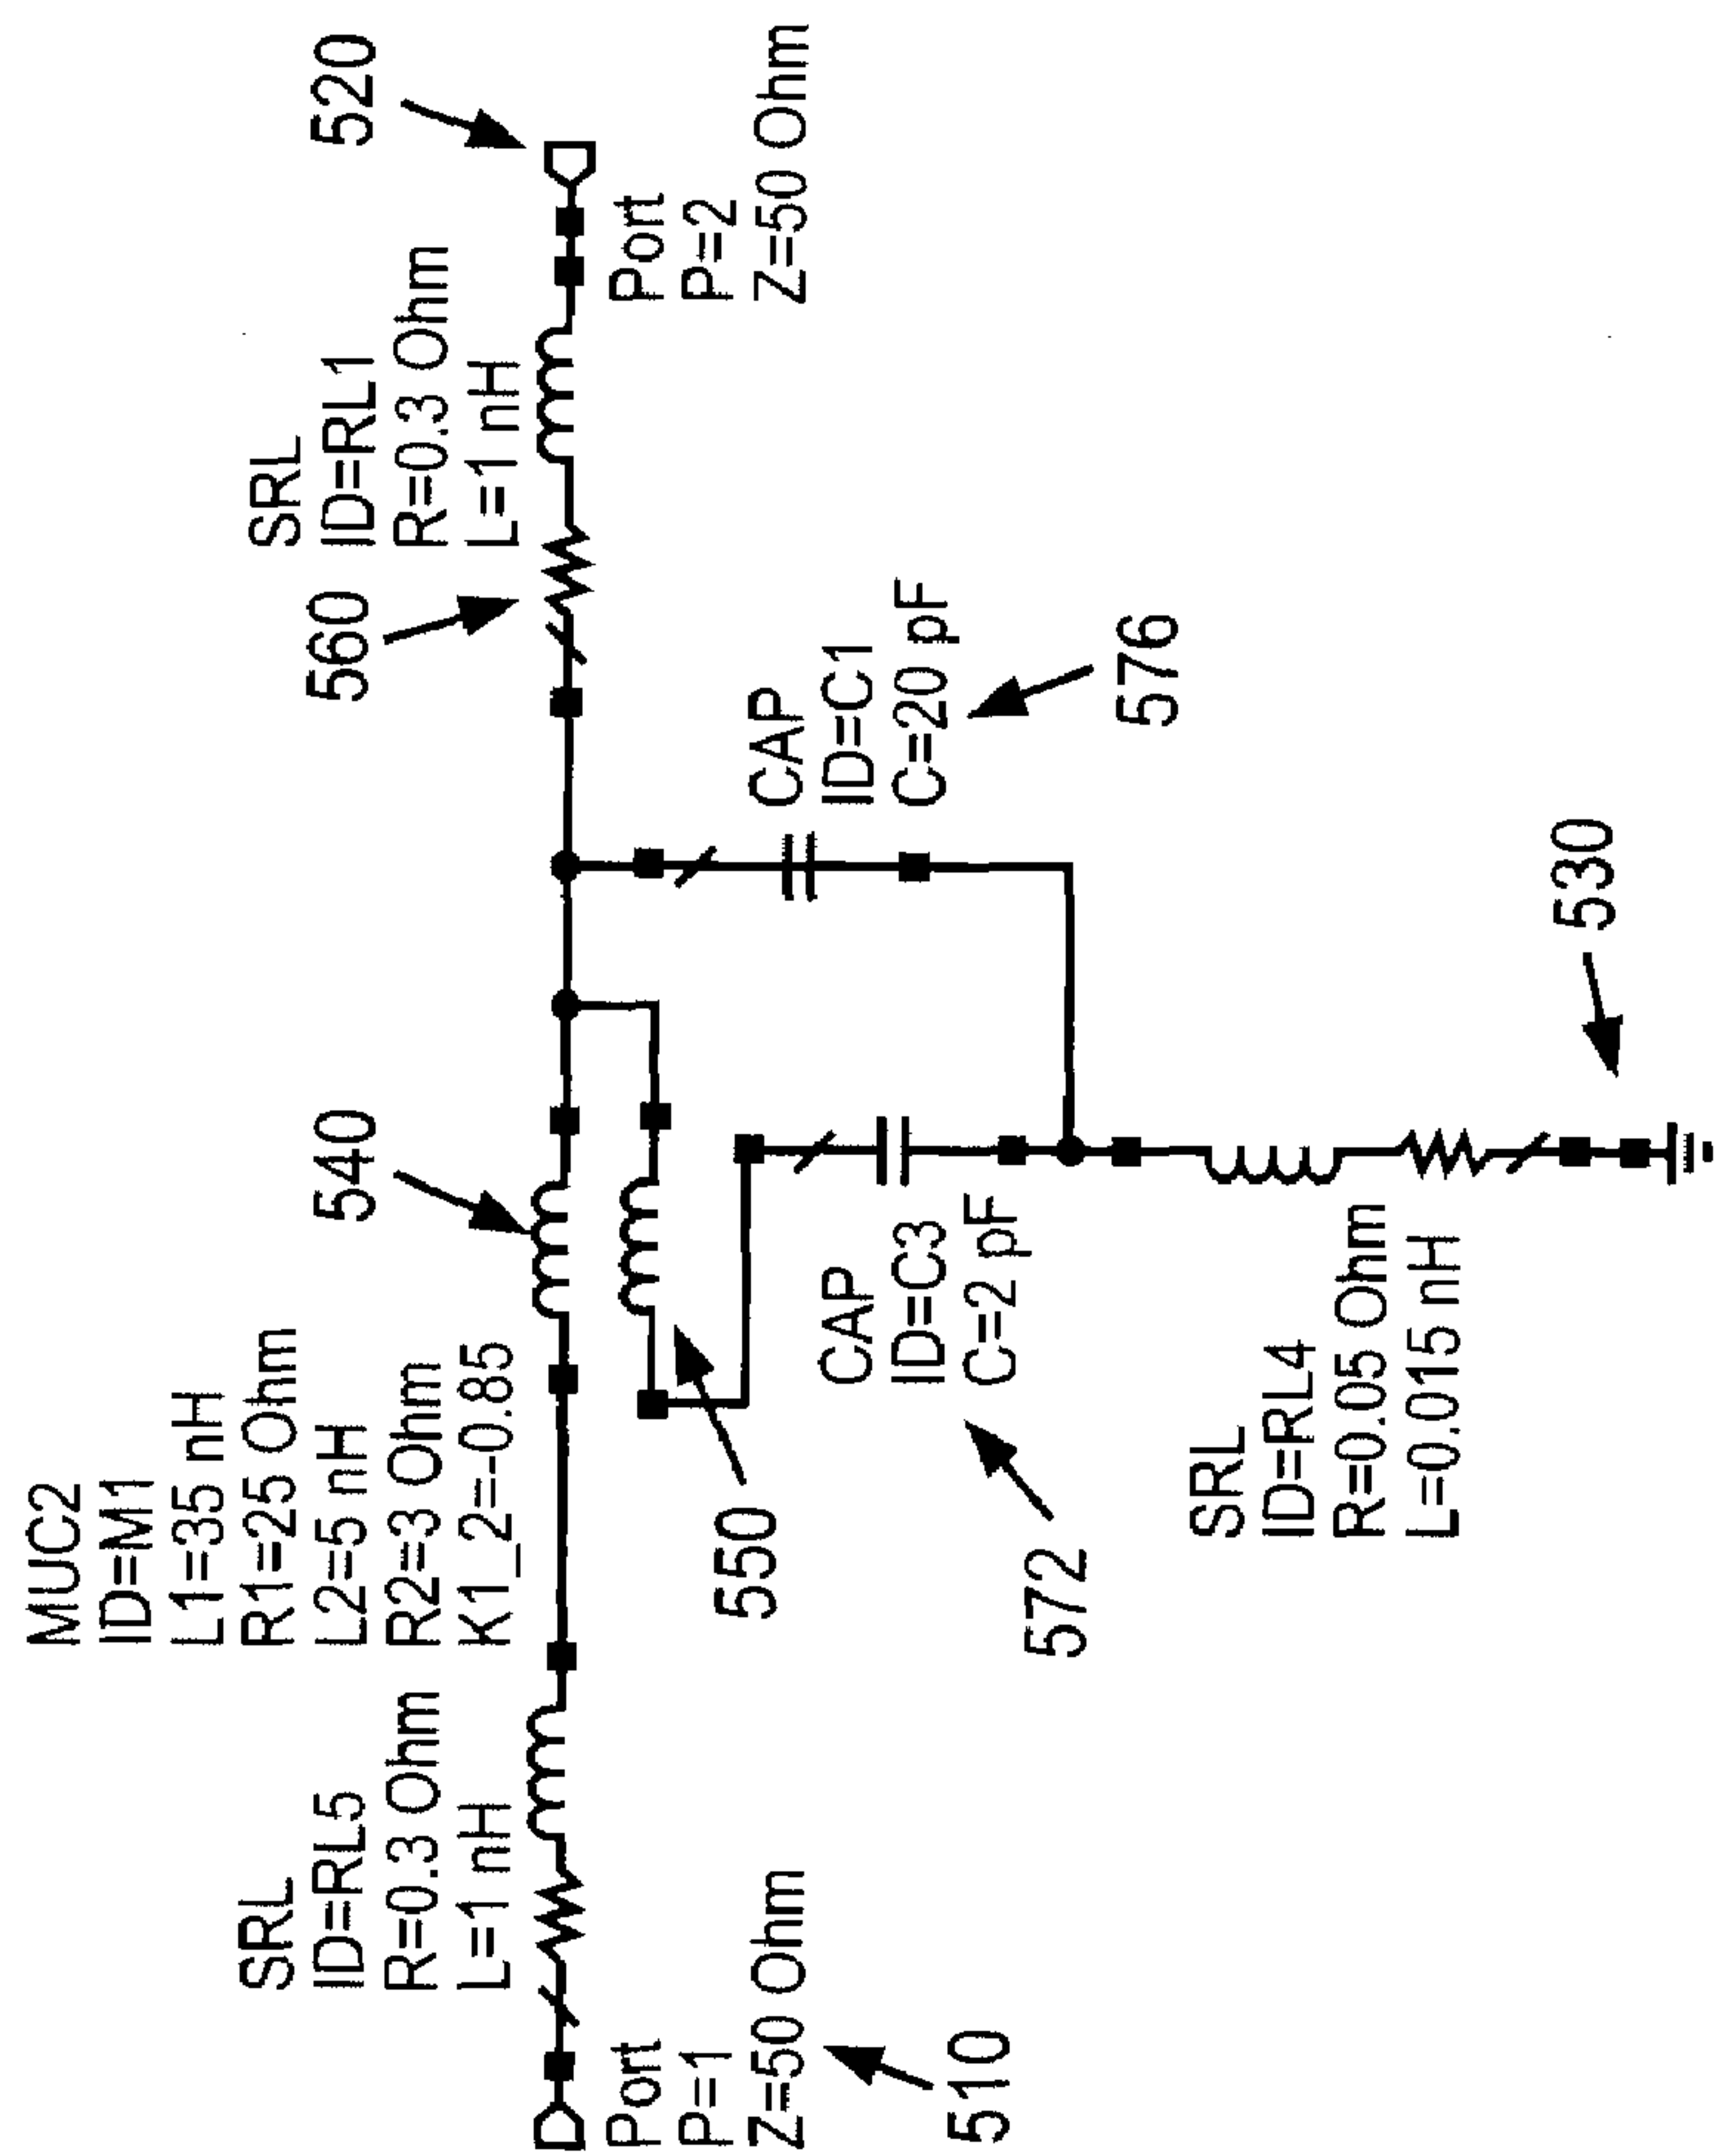 MUC2
ID=M1
L1=35 nH
R1=25 Ohm
L2=5 nH
R2=3 Ohm
K1_2=-0.85
SRL
ID=RL5
R=0.3 Ohm
L=1 nH
540
SRL
ID=RL1
R=0.3 Ohm
L=1 nH
560
520
Port
P=1
Z=50 Ohm
510
550
Port
P=2
Z=50 Ohm
CAP
ID=C1
C=20 pF
576
CAP
ID=C3
C=2 pF
572
SRL
ID=RL4
R=0.05 Ohm
L=0.015 nH
530